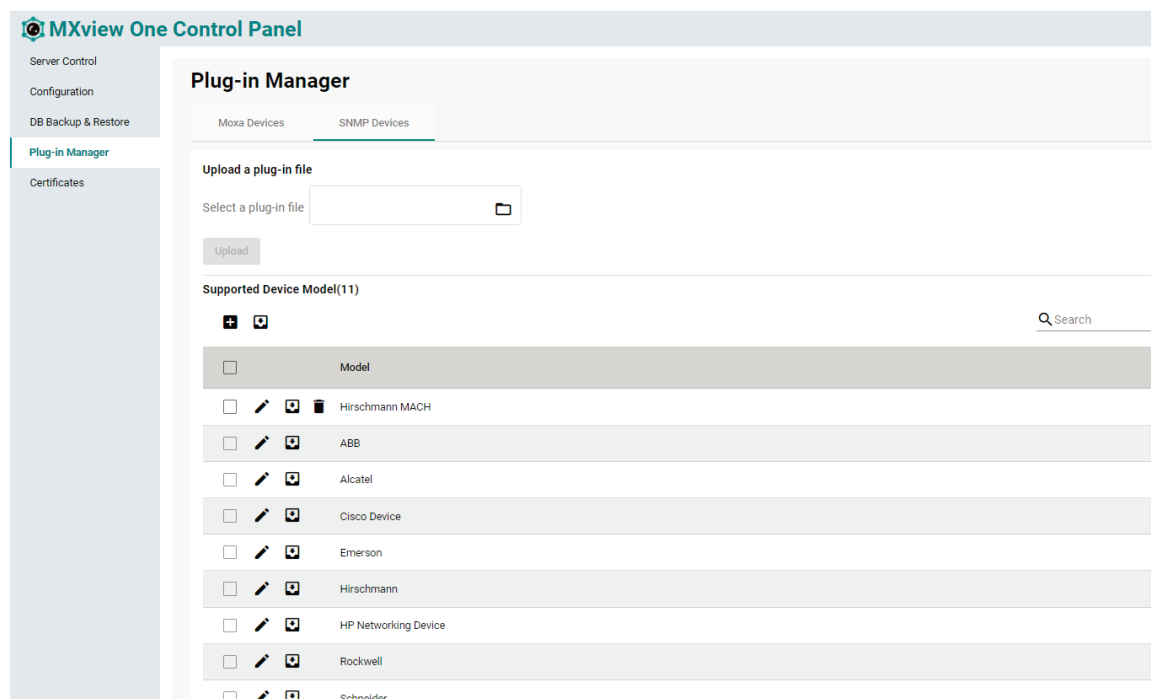 MXview One Control Panel
Server Control
Configuration
DB Backup & Restore
Plug-in Manager
Certificates
Plug-in Manager
Moxa Devices
SNMP Devices
Upload a plug-in file
Select a plug-in file
Upload
Supported Device Model(11)
Search
Model
Hirschmann MACH
ABB
Alcatel
Cisco Device
Emerson
Hirschmann
HP Networking Device
Rockwell
Schneider